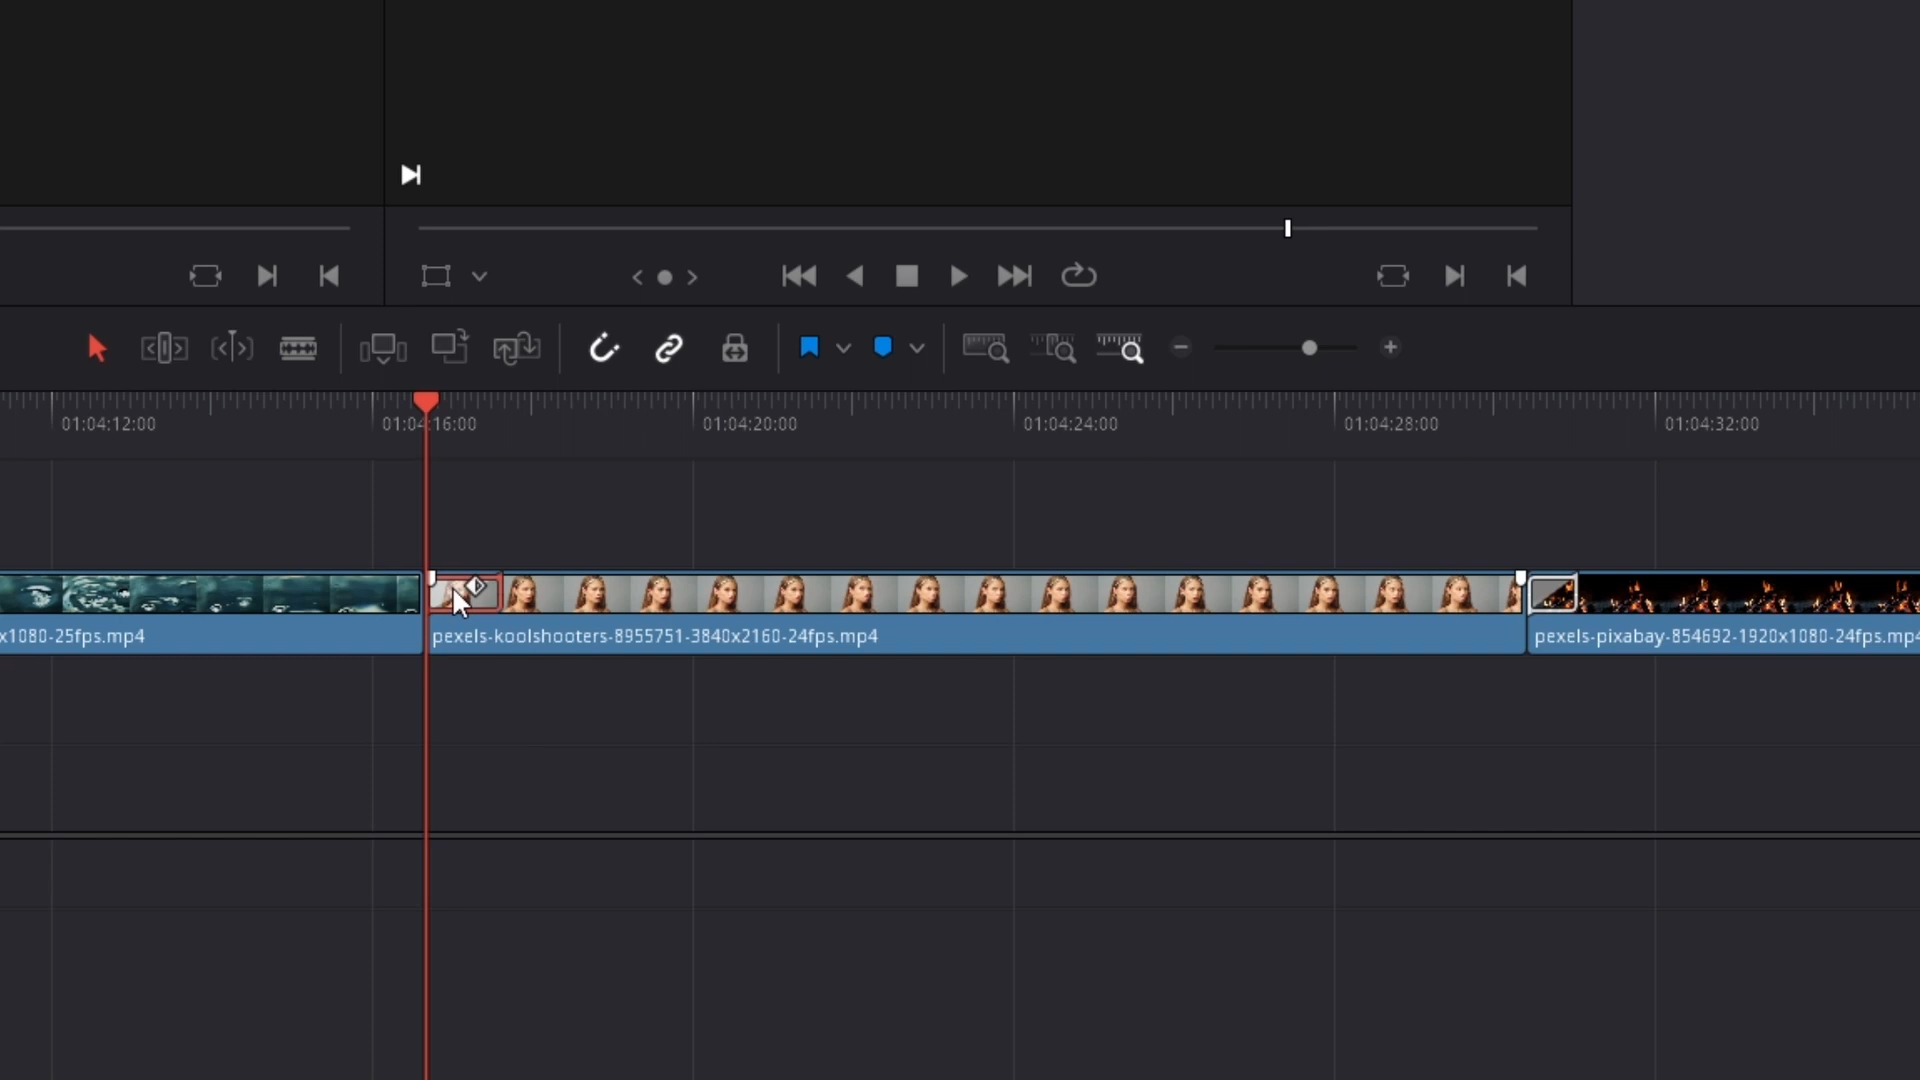 01:04:12:00
01:04:16:00
01:04:20:00
01:04:24:00
01:04:28:00
01:04:32:00
x1080-25fps.mp4
pexels-koolshooters-8955751-3840x2160-24fps.mp4
pexels-pixabay-854692-1920x1080-24fps.mp4